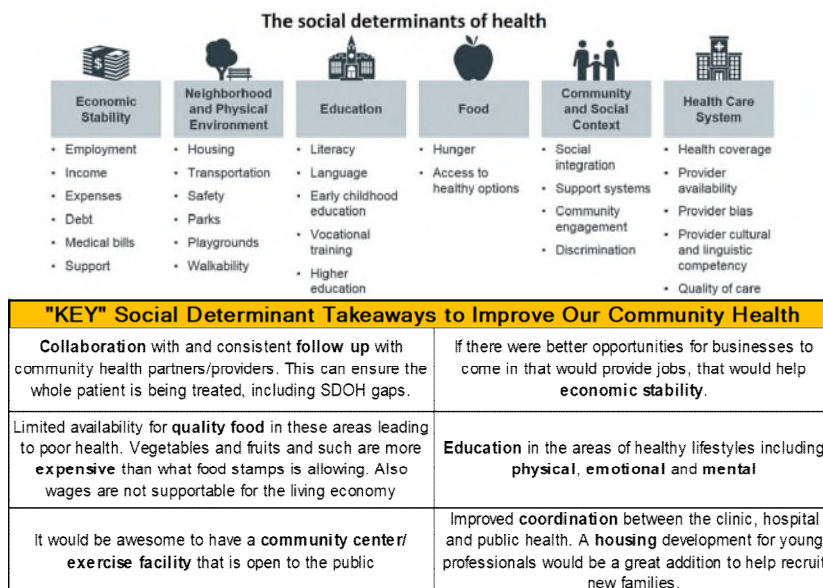 The social determinants of health
$
Economic
Stability
• Employment
• Income
• Expenses
• Debt
• Medical bills
• Support
Neighborhood
and Physical
Environment
• Housing
• Transportation
• Safety
• Parks
• Playgrounds
• Walkability
Education
• Literacy
• Language
• Early childhood
education
• Vocational
training
• Higher
education
Food
• Hunger
• Access to
healthy options
Community
and Social
Context
• Social
integration
• Support systems
• Community
engagement
• Discrimination
Health Care
System
• Health coverage
• Provider
availability
• Provider bias
• Provider cultural
and linguistic
competency
• Quality of care
"KEY" Social Determinant Takeaways to Improve Our Community Health
Collaboration with and consistent follow up with
community health partners/providers. This can ensure the
whole patient is being treated, including SDOH gaps.
If there were better opportunities for businesses to
come in that would provide jobs, that would help
economic stability.
Limited availability for quality food in these areas leading
to poor health. Vegetables and fruits and such are more
expensive than what food stamps is allowing. Also
wages are not supportable for the living economy
Education in the areas of healthy lifestyles including
physical, emotional and mental
It would be awesome to have a community center/
exercise facility that is open to the public
Improved coordination between the clinic, hospital
and public health. A housing development for young
professionals would be a great addition to help recruit
new families.